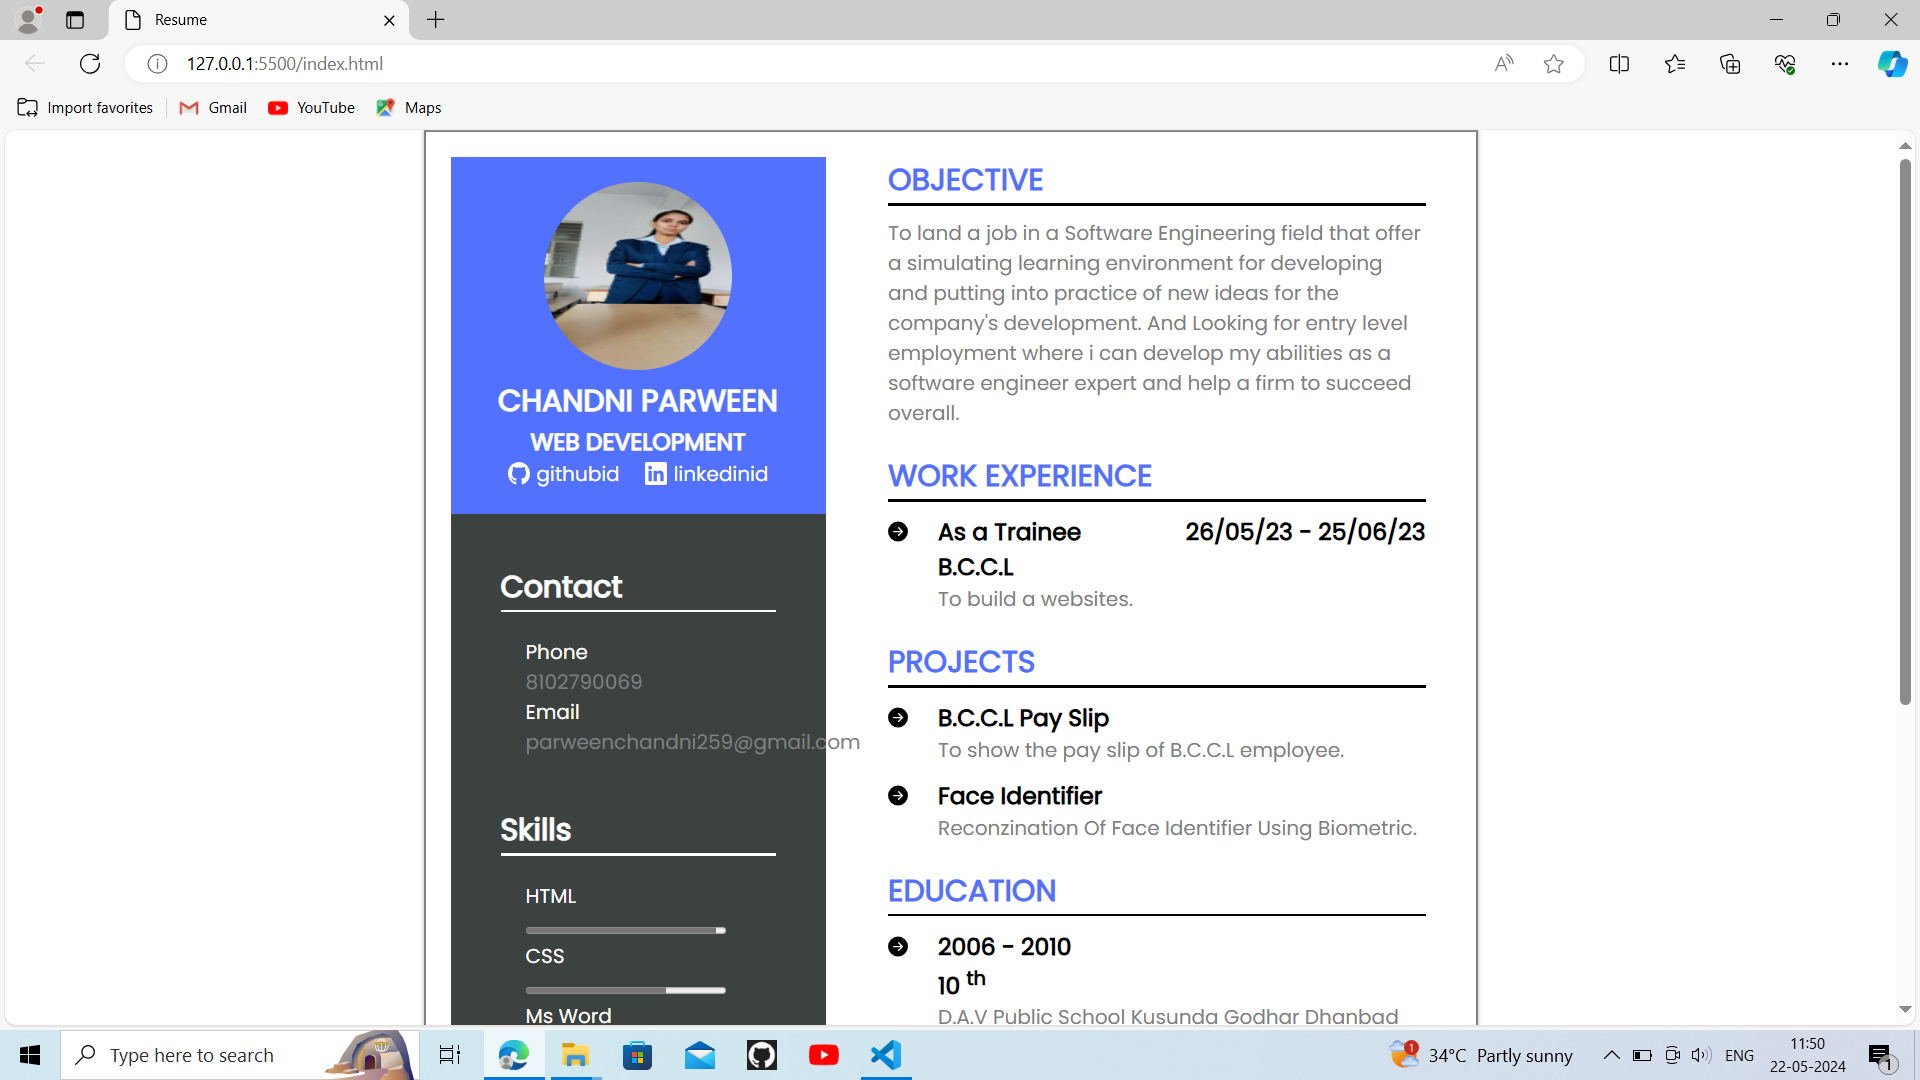 Resume
127.0.0.1:5500/index.html
Import favorites
Gmail
YouTube
Maps
CHANDNI PARWEEN
WEB DEVELOPMENT
githubid linkedinid
Contact
Phone
8102790069
Email
parweenchandni259@gmail.com
Skills
HTML
CSS
Ms Word
OBJECTIVE
To land a job in a Software Engineering field that offer
a simulating learning environment for developing
and putting into practice of new ideas for the
company's development. And Looking for entry level
employment where i can develop my abilities as a
software engineer expert and help a firm to succeed
overall.
WORK EXPERIENCE
As a Trainee 26/05/23 - 25/06/23
B.C.C.L
To build a websites.
PROJECTS
B.C.C.L Pay Slip
To show the pay slip of B.C.C.L employee.
Face Identifier
Reconzination Of Face Identifier Using Biometric.
EDUCATION
2006 - 2010
10 th
D.A.V Public School Kusunda Godhar Dhanbad
Type here to search
1
34°C Partly sunny
ENG
11:50
22-05-2024
1